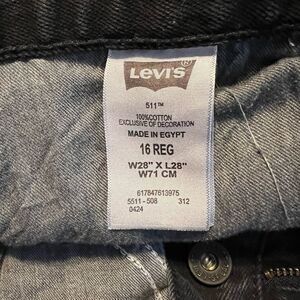 LEVI'S®
511™
100%COTTON
EXCLUSIVE OF DECORATION
MADE IN EGYPT
16 REG
W28" X L28"
W71 CM
617847613975
5511 - 508 312
0424